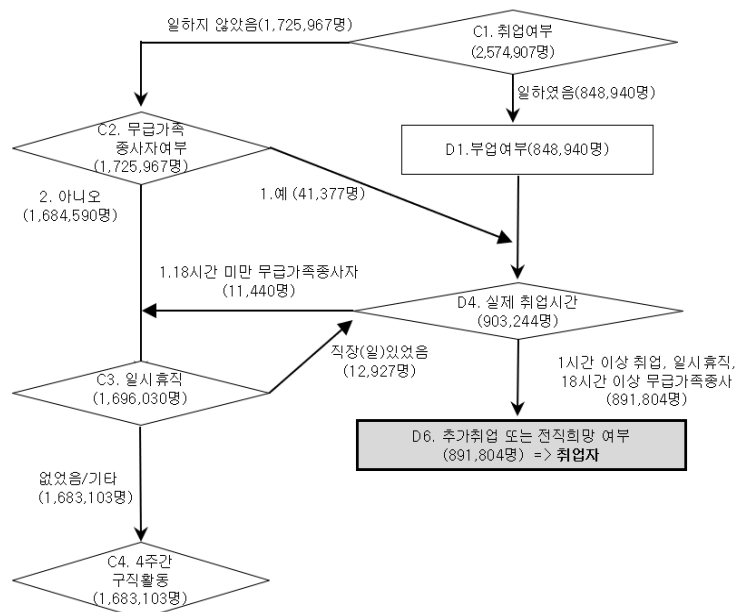 일하지 않았음(1,725,967명)
C1. 취업여부
(2,574,907명)
일하였음(848,940명)
C2. 무급가족
종사자여부
(1,725,967명)
D1.부업여부(848,940명)
2. 아니오
(1,684,590명)
1.예 (41,377명)
1.18시간 미만 무급가족종사자
(11,440명)
D4. 실제 취업시간
(903,244명)
직장(일)있었음
(12,927명)
C3. 일시휴직
(1,696,030명)
1시간 이상 취업, 일시휴직,
18시간 이상 무급가족종사
(891,804명)
D6. 추가취업 또는 전직희망 여부
(891,804명) => 취업자
없었음/기타
(1,683,103명)
C4. 4주간
구직활동
(1,683,103명)